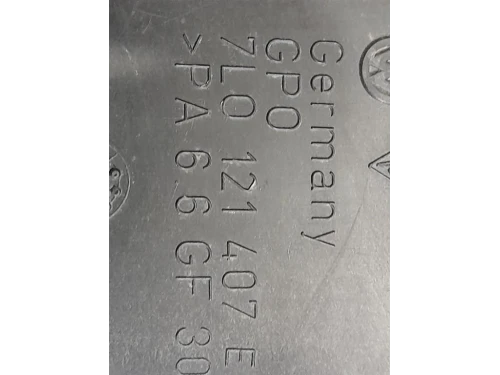 Germany
GPO
7L0 121 407 E
>PA 6.6 GF 30